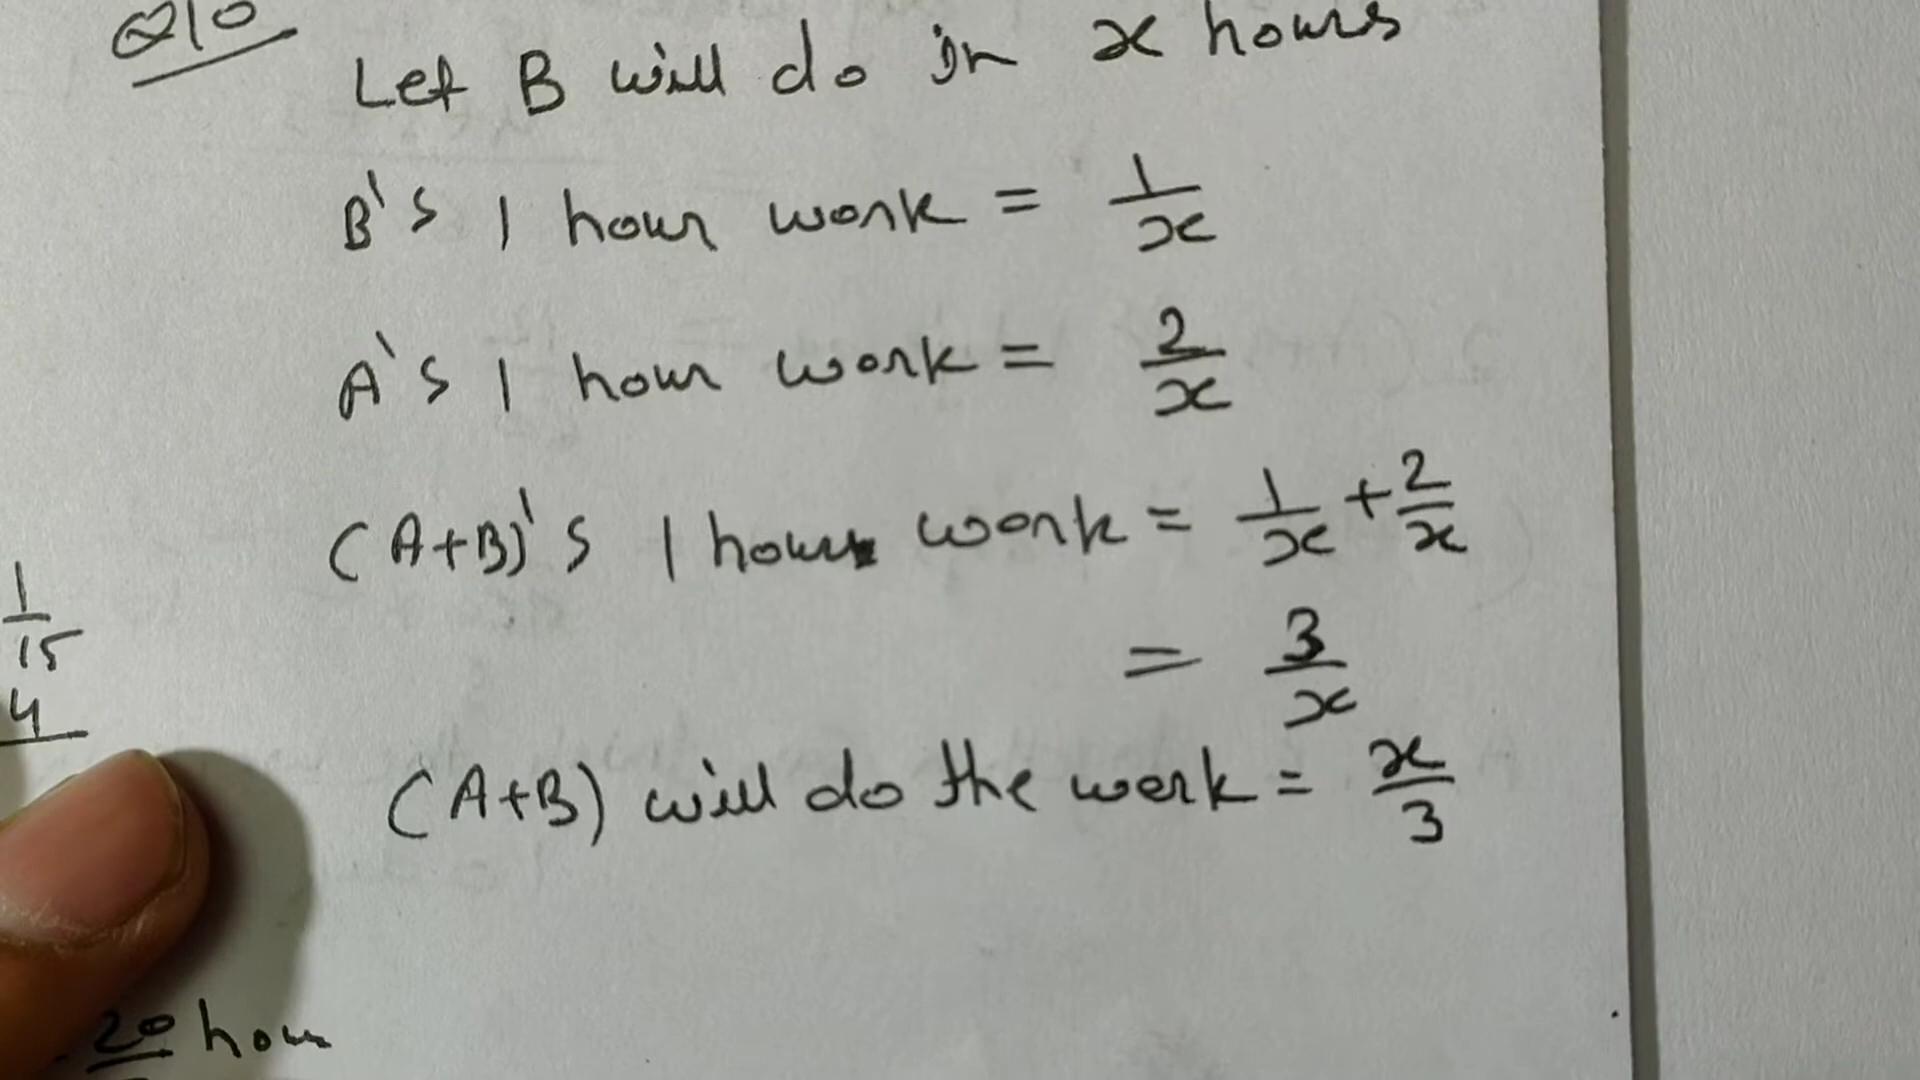 Q10
Let B will do in x hours
B's 1 hour work = 1/x
A's 1 hour work = 2/x
(A+B)'s 1 hour work = 1/x + 2/x
= 3/x
(A+B) will do the work = x/3
1/15
4
20 hour